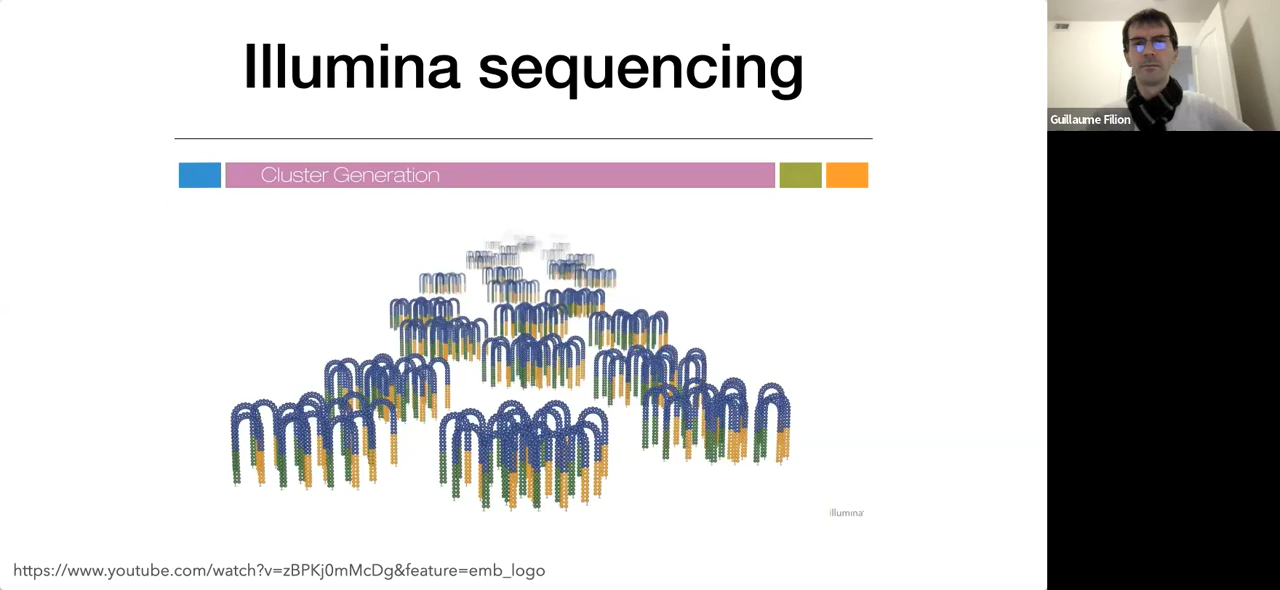 Illumina sequencing
Guillaume Filion
Cluster Generation
illumina
https://www.youtube.com/watch?v=zBPKj0mMcDg&feature=emb_logo